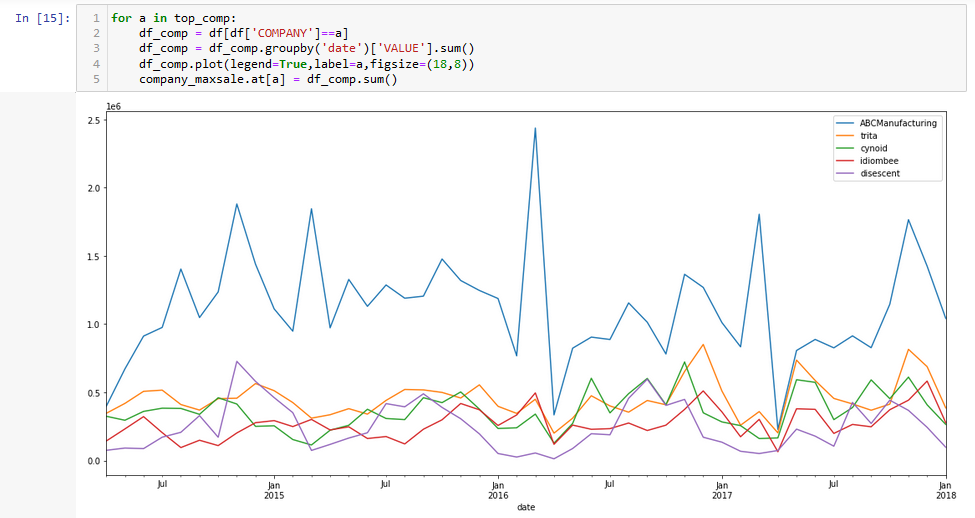 In [15]:
1 for a in top_comp:
2     df_comp = df[df['COMPANY']==a]
3     df_comp = df_comp.groupby('date')['VALUE'].sum()
4     df_comp.plot(legend=True,label=a,figsize=(18,8))
5     company_maxsale.at[a] = df_comp.sum()
1e6
2.5
2.0
1.5
1.0
0.5
0.0
ABCManufacturing
trita
cynoid
idiombee
disescent
Jul Jan Jul Jan Jul Jan Jul Jan
2015 2016 2017 2018
date